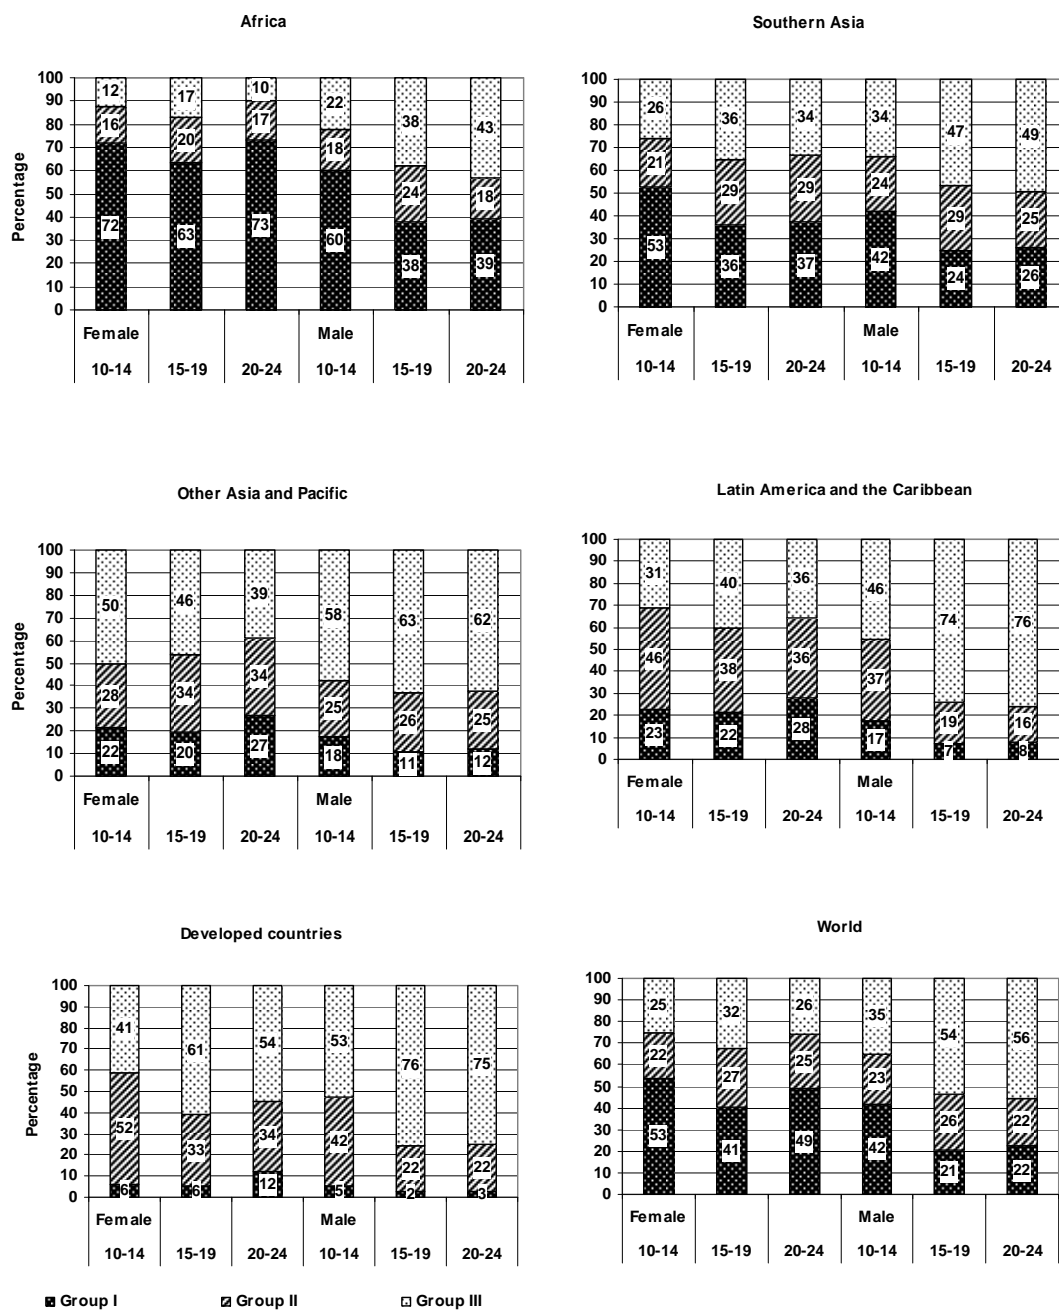 Africa
Percentage
100
90
80
70
60
50
40
30
20
10
0
12 17 10 22 38 43
16 20 17 18 24 18
72 63 73 60 38 39
Female Male
10-14 15-19 20-24 10-14 15-19 20-24
Southern Asia
100
90
80
70
60
50
40
30
20
10
0
26 36 34 34 47 49
21 29 29 24 29 25
53 36 37 42 24 26
Female Male
10-14 15-19 20-24 10-14 15-19 20-24
Other Asia and Pacific
Percentage
100
90
80
70
60
50
40
30
20
10
0
50 46 39 58 63 62
28 34 34 25 26 25
22 20 27 18 11 12
Female Male
10-14 15-19 20-24 10-14 15-19 20-24
Latin America and the Caribbean
100
90
80
70
60
50
40
30
20
10
0
31 40 36 46 74 76
46 38 36 37 19 16
23 22 28 17 7 8
Female Male
10-14 15-19 20-24 10-14 15-19 20-24
Developed countries
Percentage
100
90
80
70
60
50
40
30
20
10
0
41 61 54 53 76 75
52 33 34 42 22 22
6 6 12 5 2 3
Female Male
10-14 15-19 20-24 10-14 15-19 20-24
World
100
90
80
70
60
50
40
30
20
10
0
25 32 26 35 54 56
22 27 25 23 26 22
53 41 49 42 21 22
Female Male
10-14 15-19 20-24 10-14 15-19 20-24
Group I Group II Group III